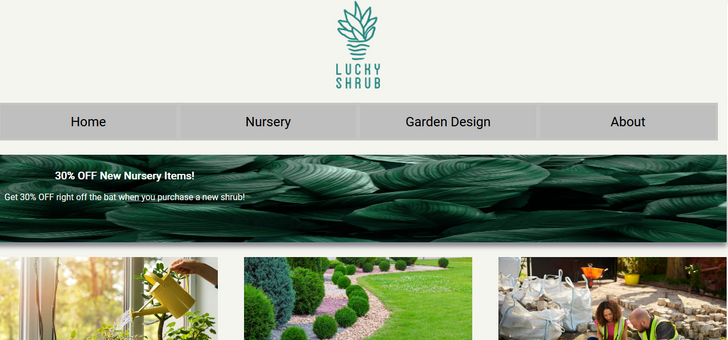 LUCKY
SHRUB
Home Nursery Garden Design About
30% OFF New Nursery Items!
Get 30% OFF right off the bat when you purchase a new shrub!